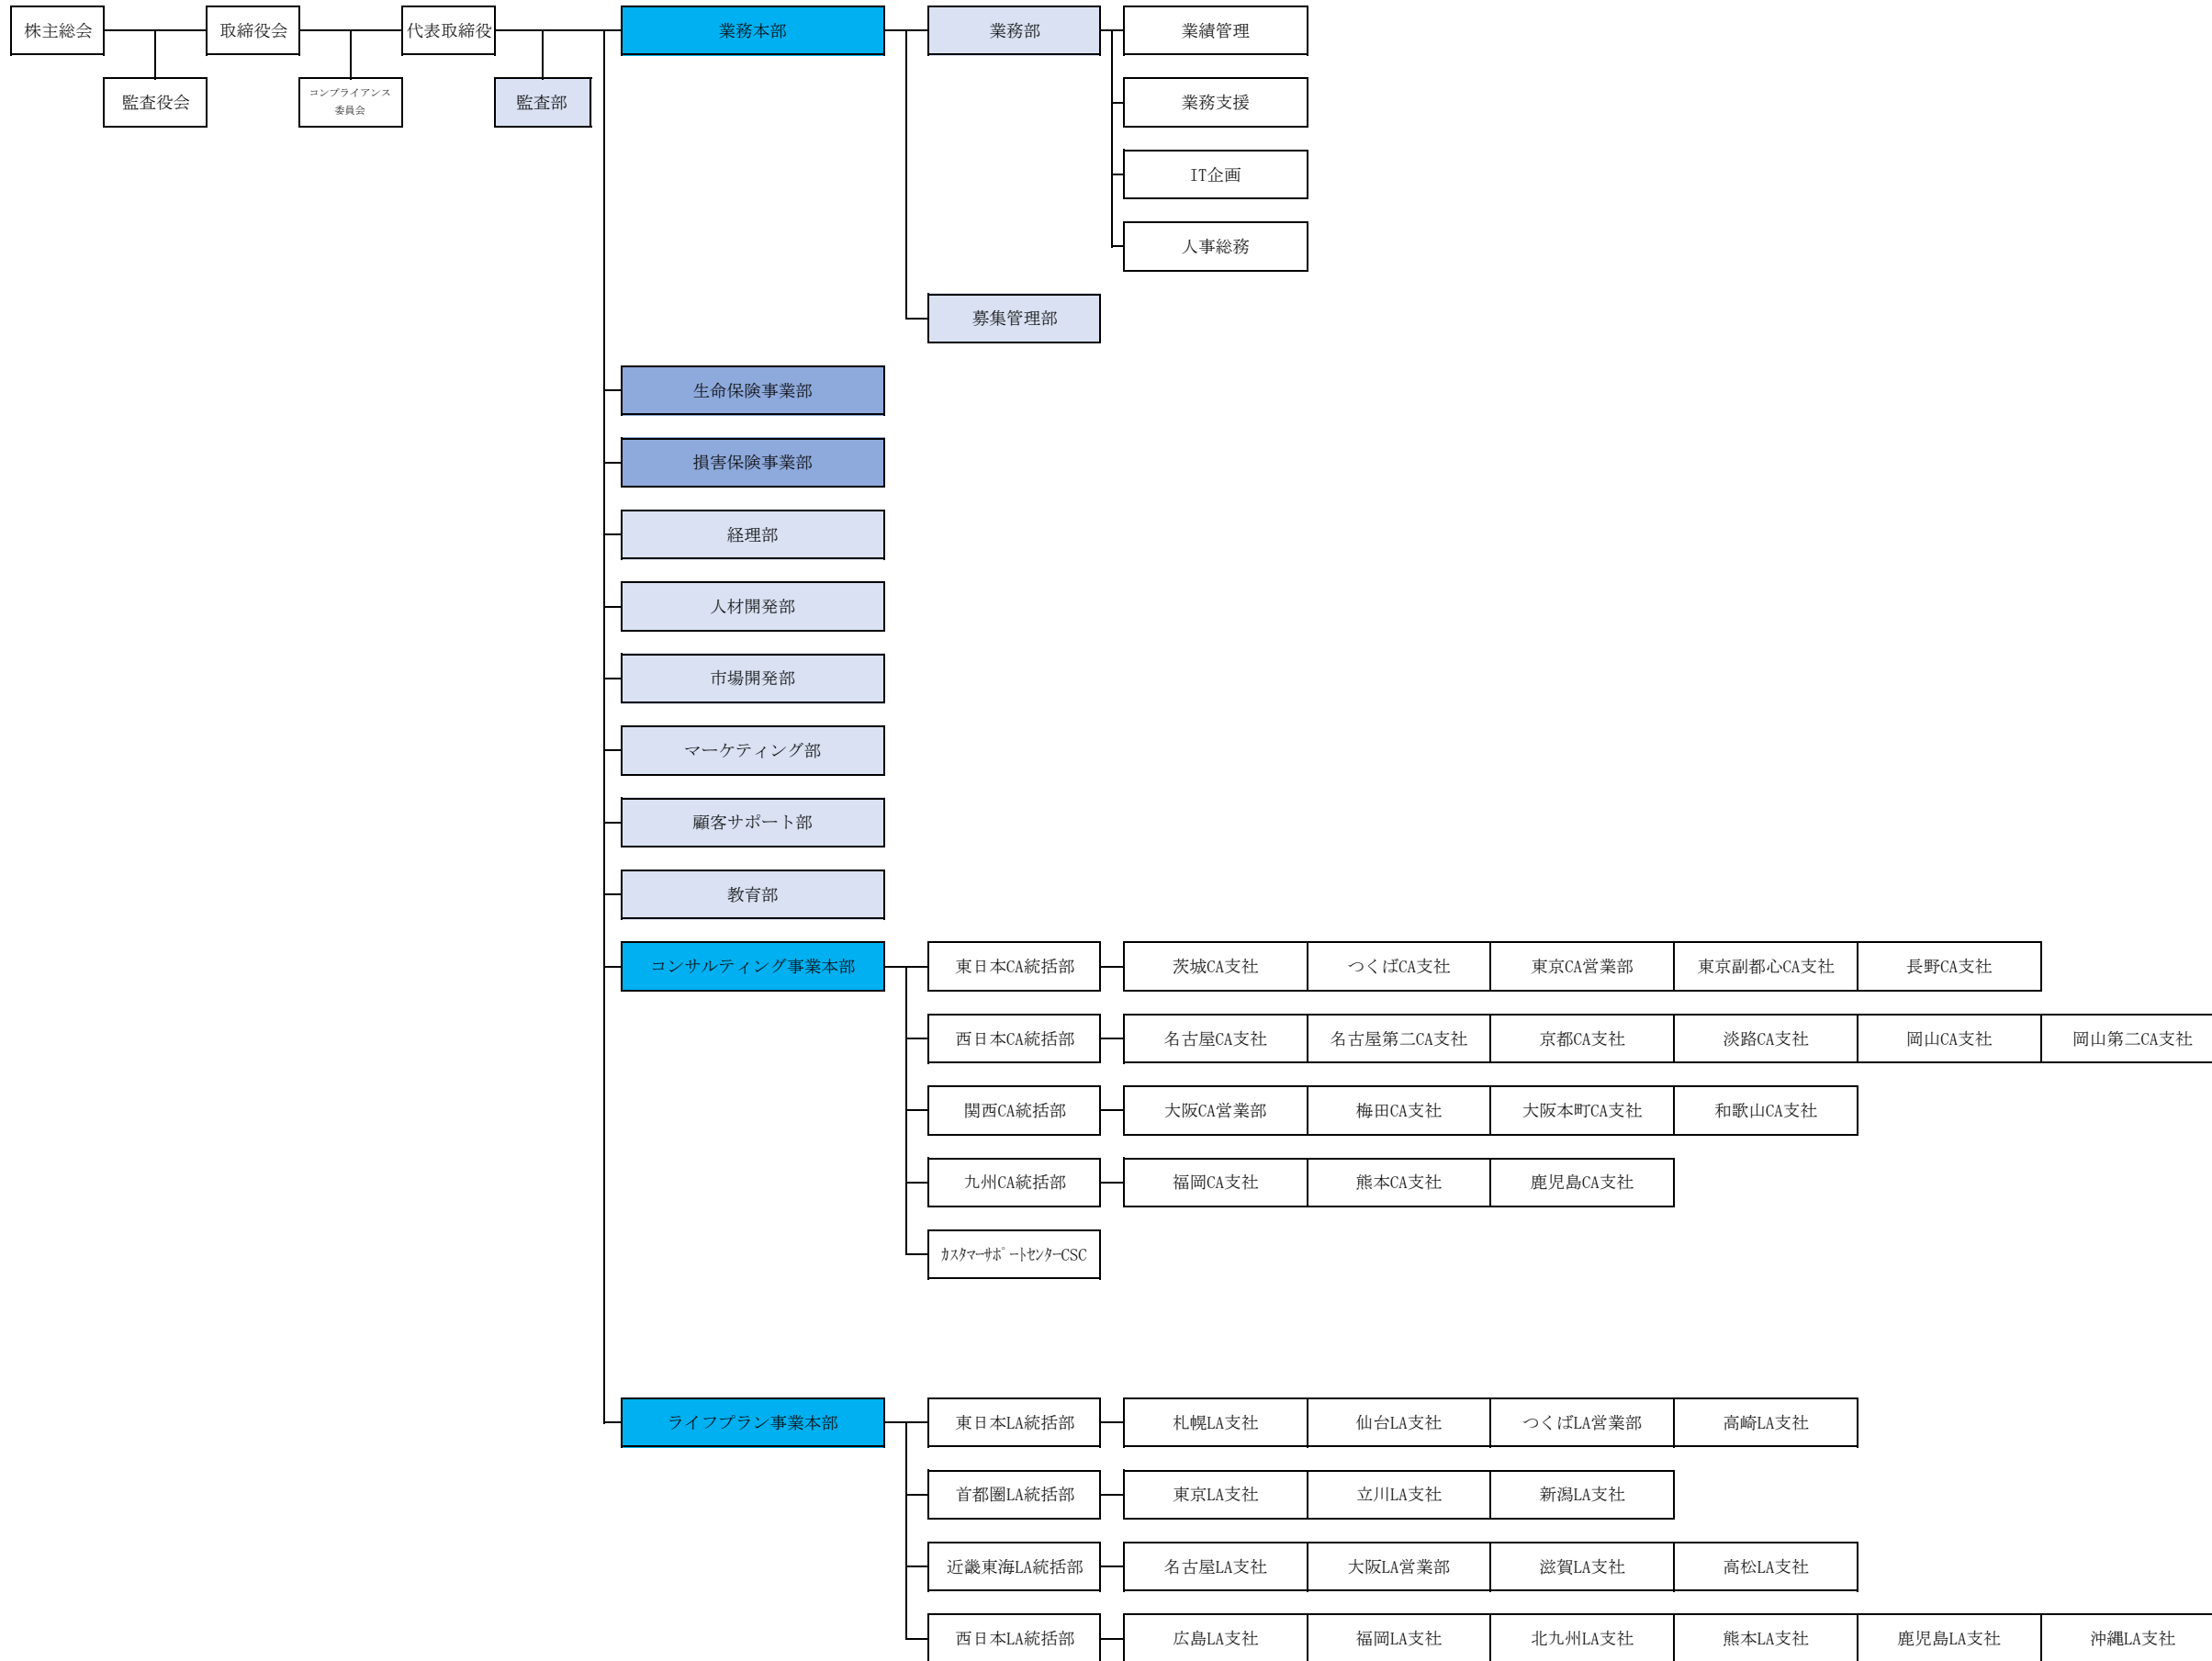 株主総会
取締役会
代表取締役
業務本部
業務部
業績管理
監査役会
コンプライアンス
委員会
監査部
業務支援
IT企画
人事総務
募集管理部
生命保険事業部
損害保険事業部
経理部
人材開発部
市場開発部
マーケティング部
顧客サポート部
教育部
コンサルティング事業本部
東日本CA統括部
茨城CA支社
つくばCA支社
東京CA営業部
東京副都心CA支社
長野CA支社
西日本CA統括部
名古屋CA支社
名古屋第二CA支社
京都CA支社
淡路CA支社
岡山CA支社
岡山第二CA支社
関西CA統括部
大阪CA営業部
梅田CA支社
大阪本町CA支社
和歌山CA支社
九州CA統括部
福岡CA支社
熊本CA支社
鹿児島CA支社
ｶｽﾀﾏｰｻﾎﾟｰﾄｾﾝﾀｰCSC
ライフプラン事業本部
東日本LA統括部
札幌LA支社
仙台LA支社
つくばLA営業部
高崎LA支社
首都圏LA統括部
東京LA支社
立川LA支社
新潟LA支社
近畿東海LA統括部
名古屋LA支社
大阪LA営業部
滋賀LA支社
高松LA支社
西日本LA統括部
広島LA支社
福岡LA支社
北九州LA支社
熊本LA支社
鹿児島LA支社
沖縄LA支社